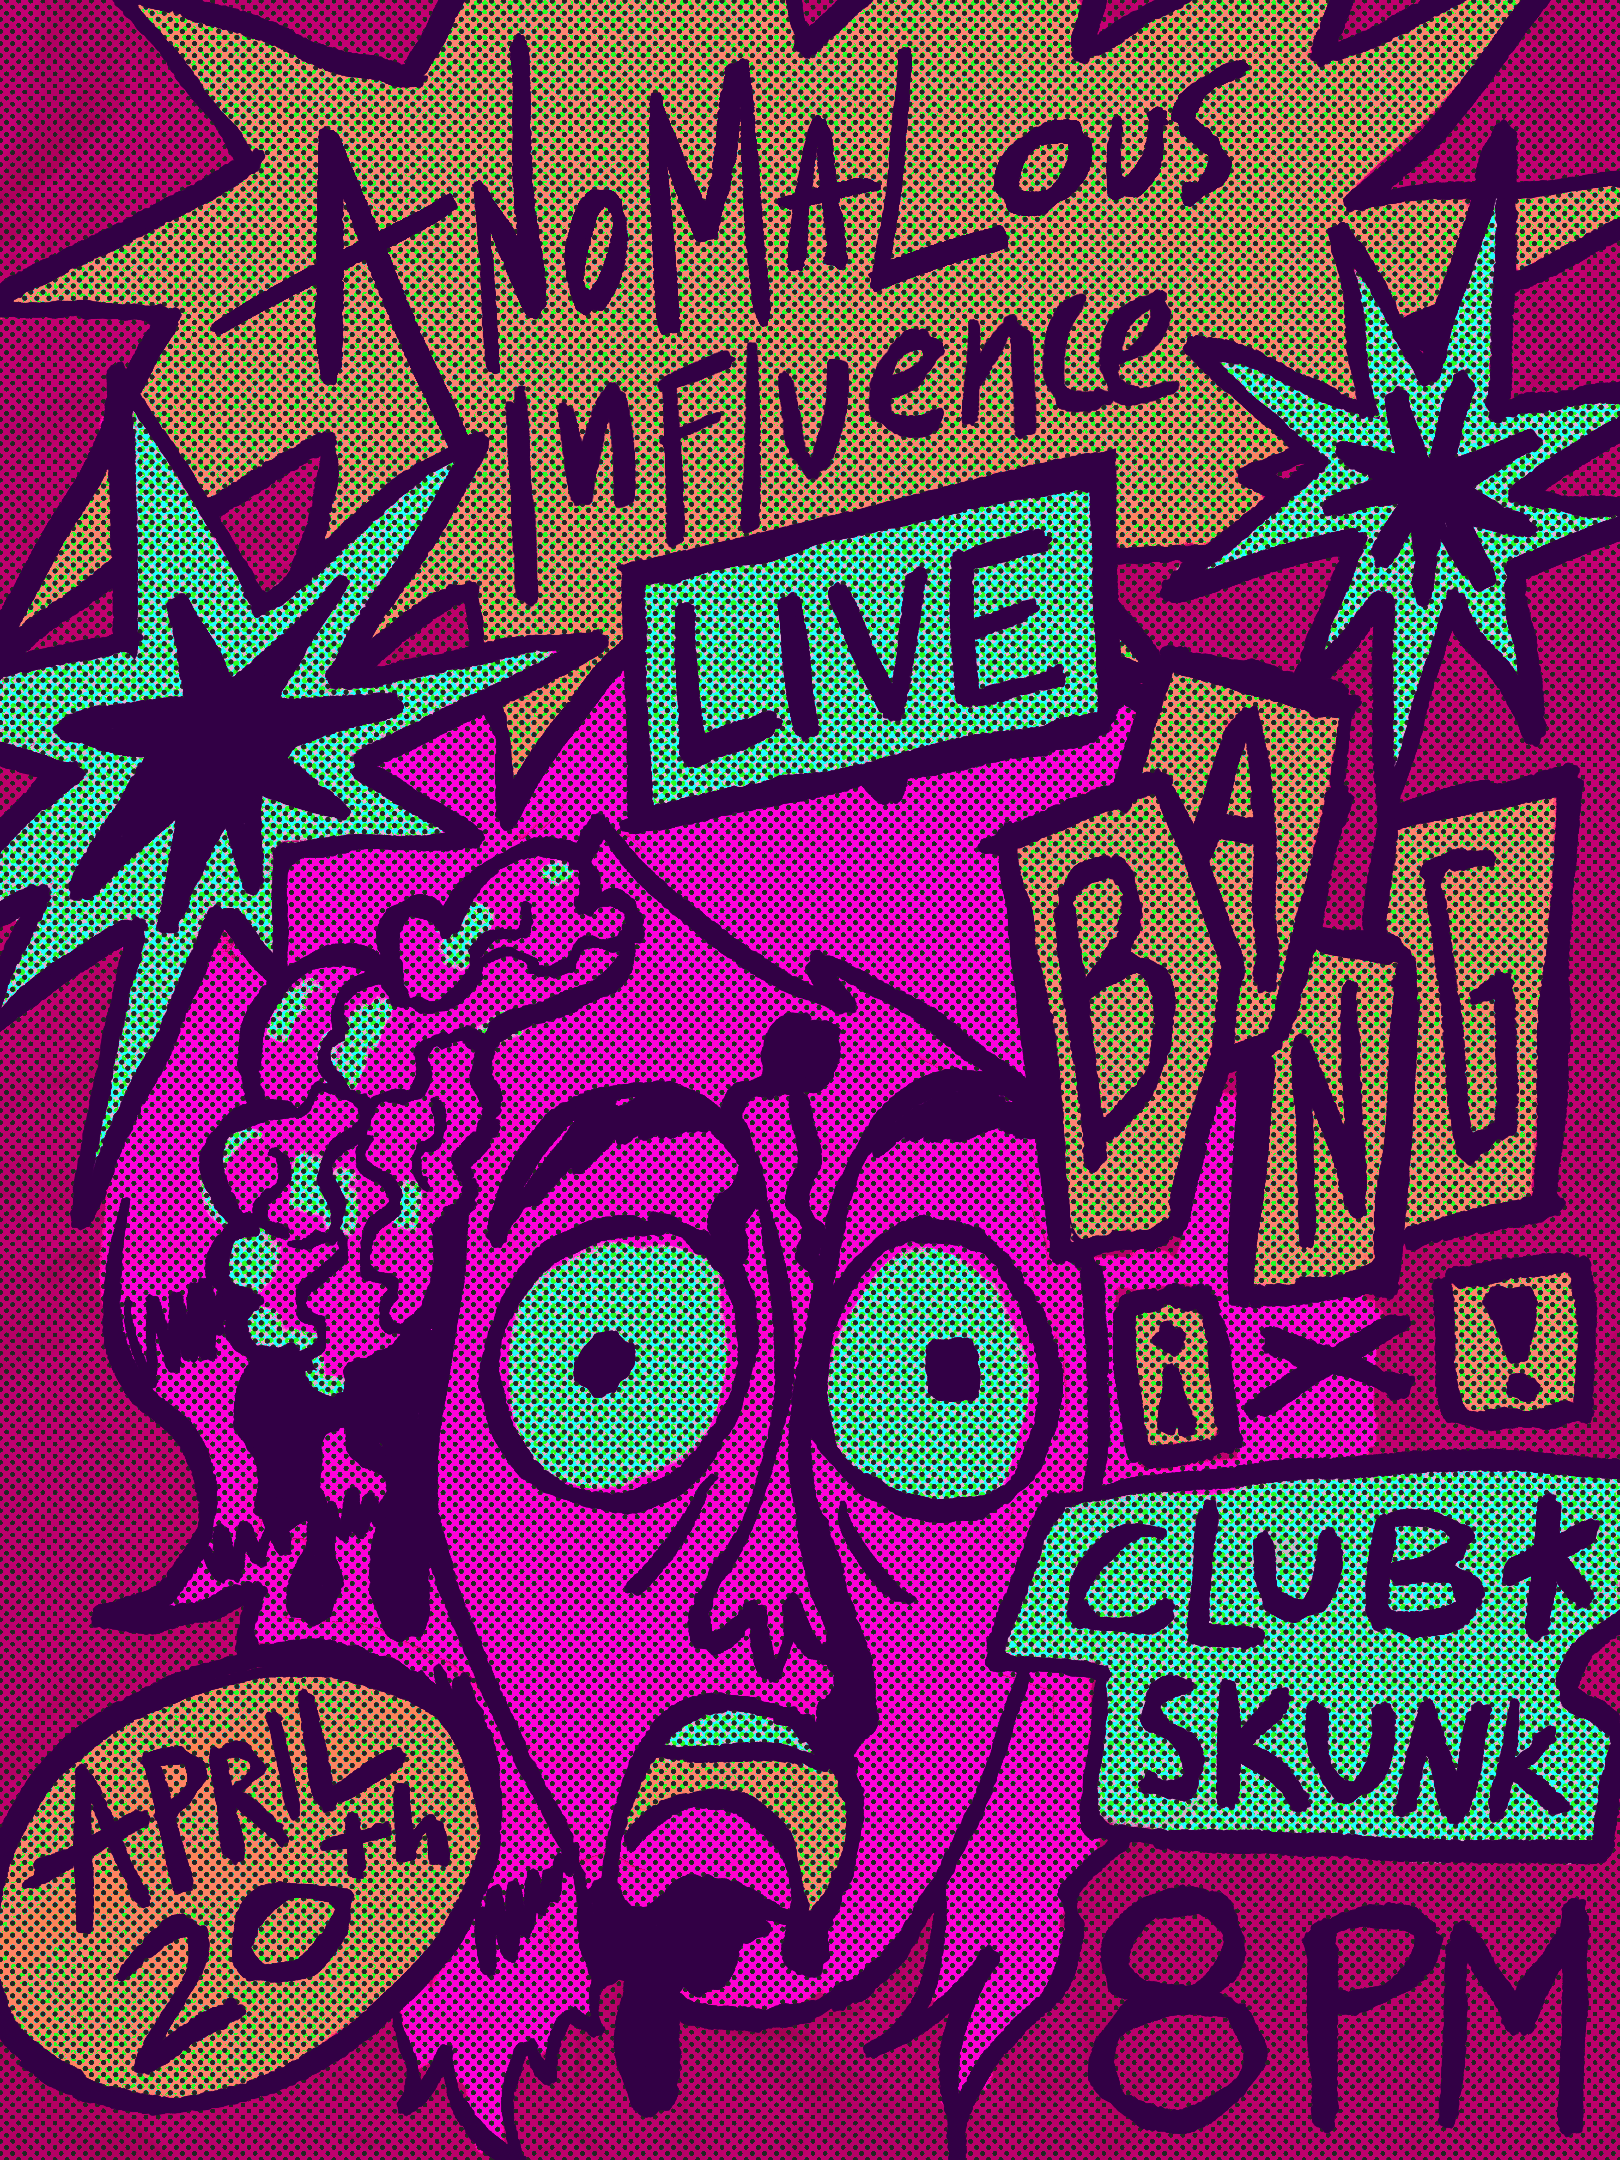 ANOMALOUS
INFluence
LIVE
BANG
¡ × !
CLUB*
SKUNK
APRIL
20th
8PM